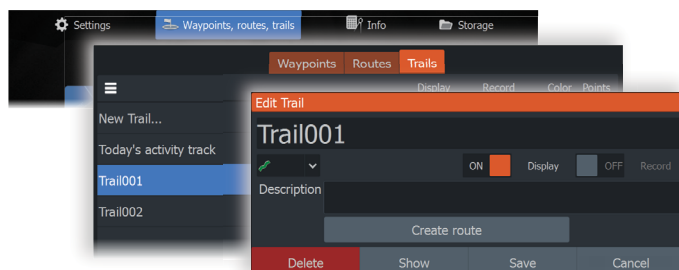 Settings Waypoints, routes, trails Info Storage
Waypoints Routes Trails
Display Record Color Points
New Trail...
Today's activity track
Trail001
Trail002
Edit Trail
Trail001
ON Display OFF Record
Description
Create route
Delete Show Save Cancel